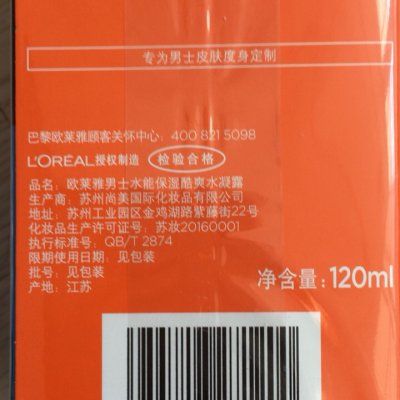 专为男士皮肤度身定制
巴黎欧莱雅顾客关怀中心：400 821 5098
L'ORÉAL授权制造 检验合格
品名：欧莱雅男士水能保湿酷爽水凝露
生产商：苏州尚美国际化妆品有限公司
地址：苏州工业园区金鸡湖路紫藤街22号
化妆品生产许可证号：苏妆20160001
执行标准号：QB/T 2874
限期使用日期：见包装
批号：见包装
产地：江苏
净含量：120ml